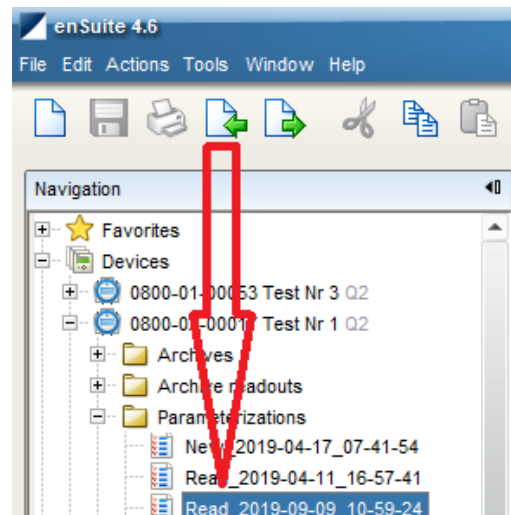 enSuite 4.6
File Edit Actions Tools Window Help
Navigation
Favorites
Devices
0800-01-00053 Test Nr 3 Q2
Test Nr 1 Q2
Archives
Archive readouts
Parameterizations
New_2019-04-17_07-41-54
Read_2019-04-11_16-57-41
Read_2019-09-09_10-59-24